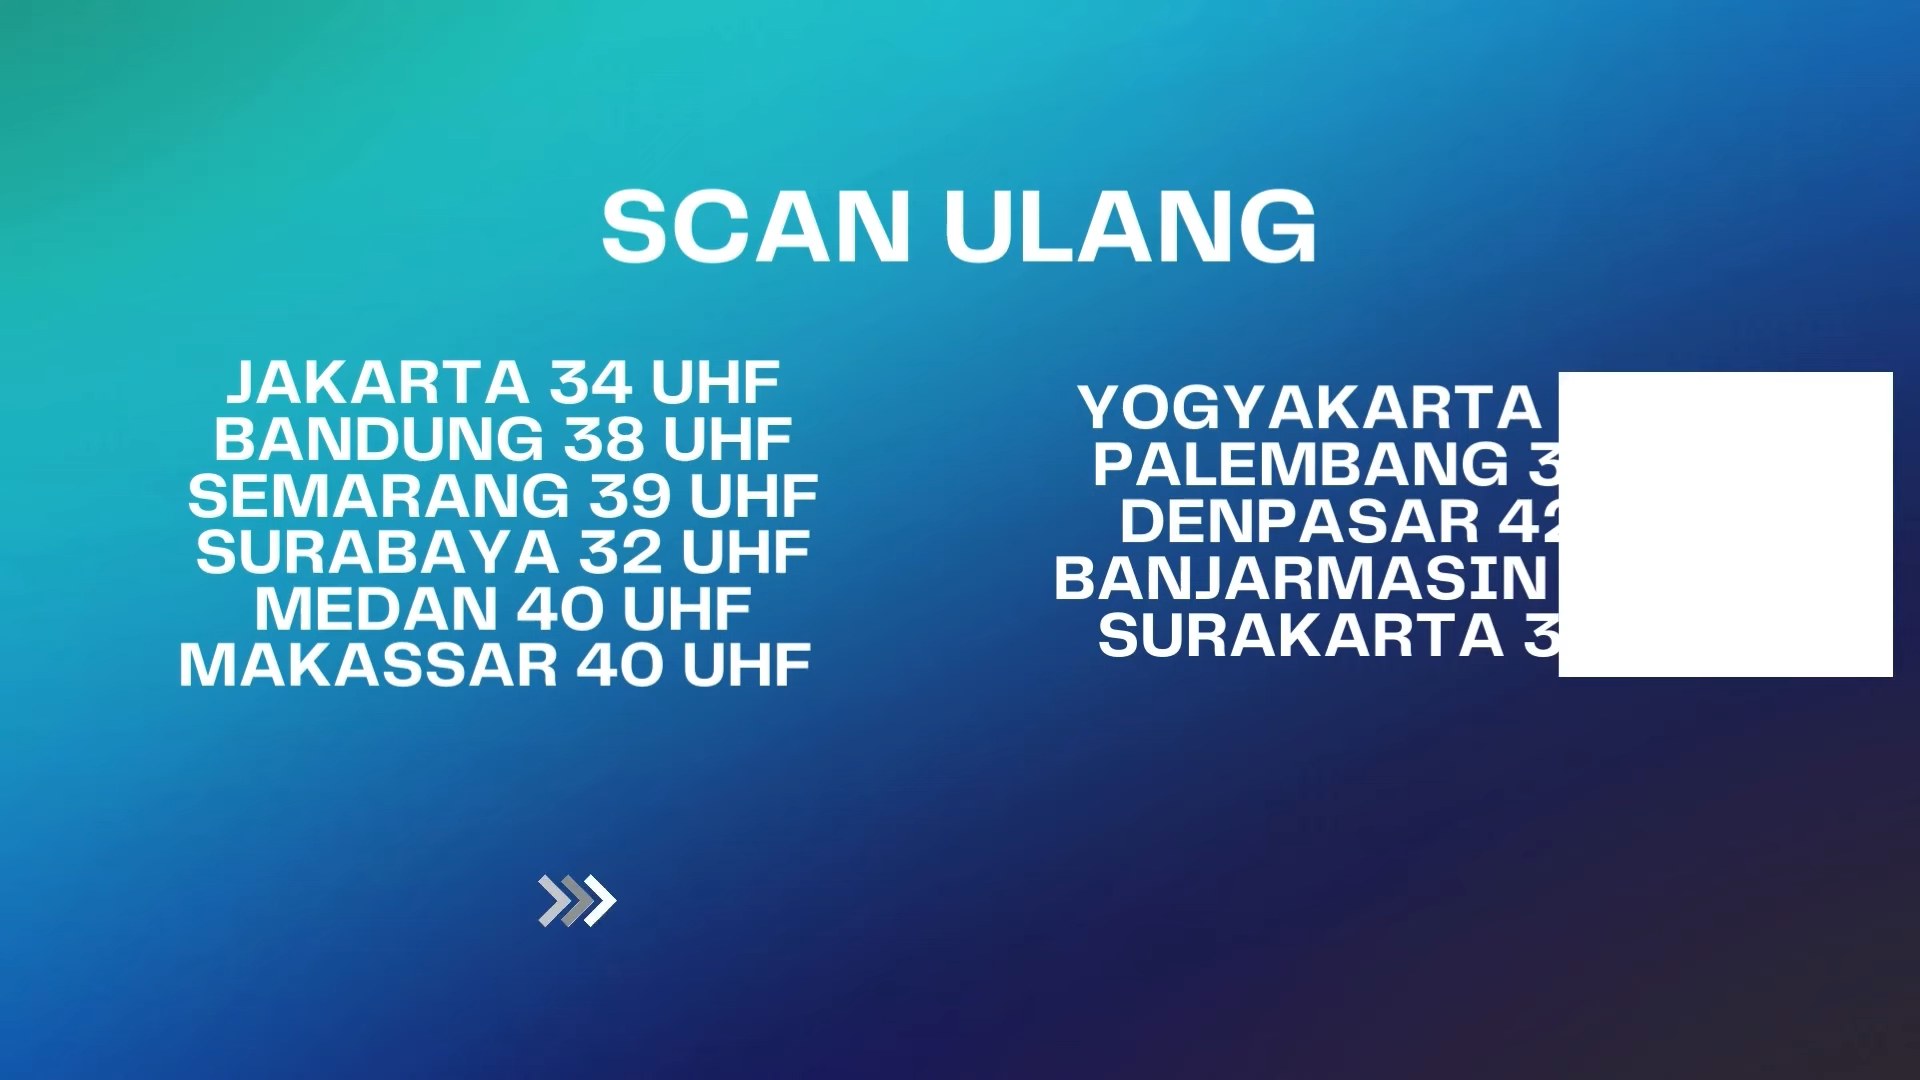 SCAN ULANG
JAKARTA 34 UHF
BANDUNG 38 UHF
SEMARANG 39 UHF
SURABAYA 32 UHF
MEDAN 40 UHF
MAKASSAR 40 UHF
YOGYAKARTA
PALEMBANG
DENPASAR
BANJARMASIN
SURAKARTA